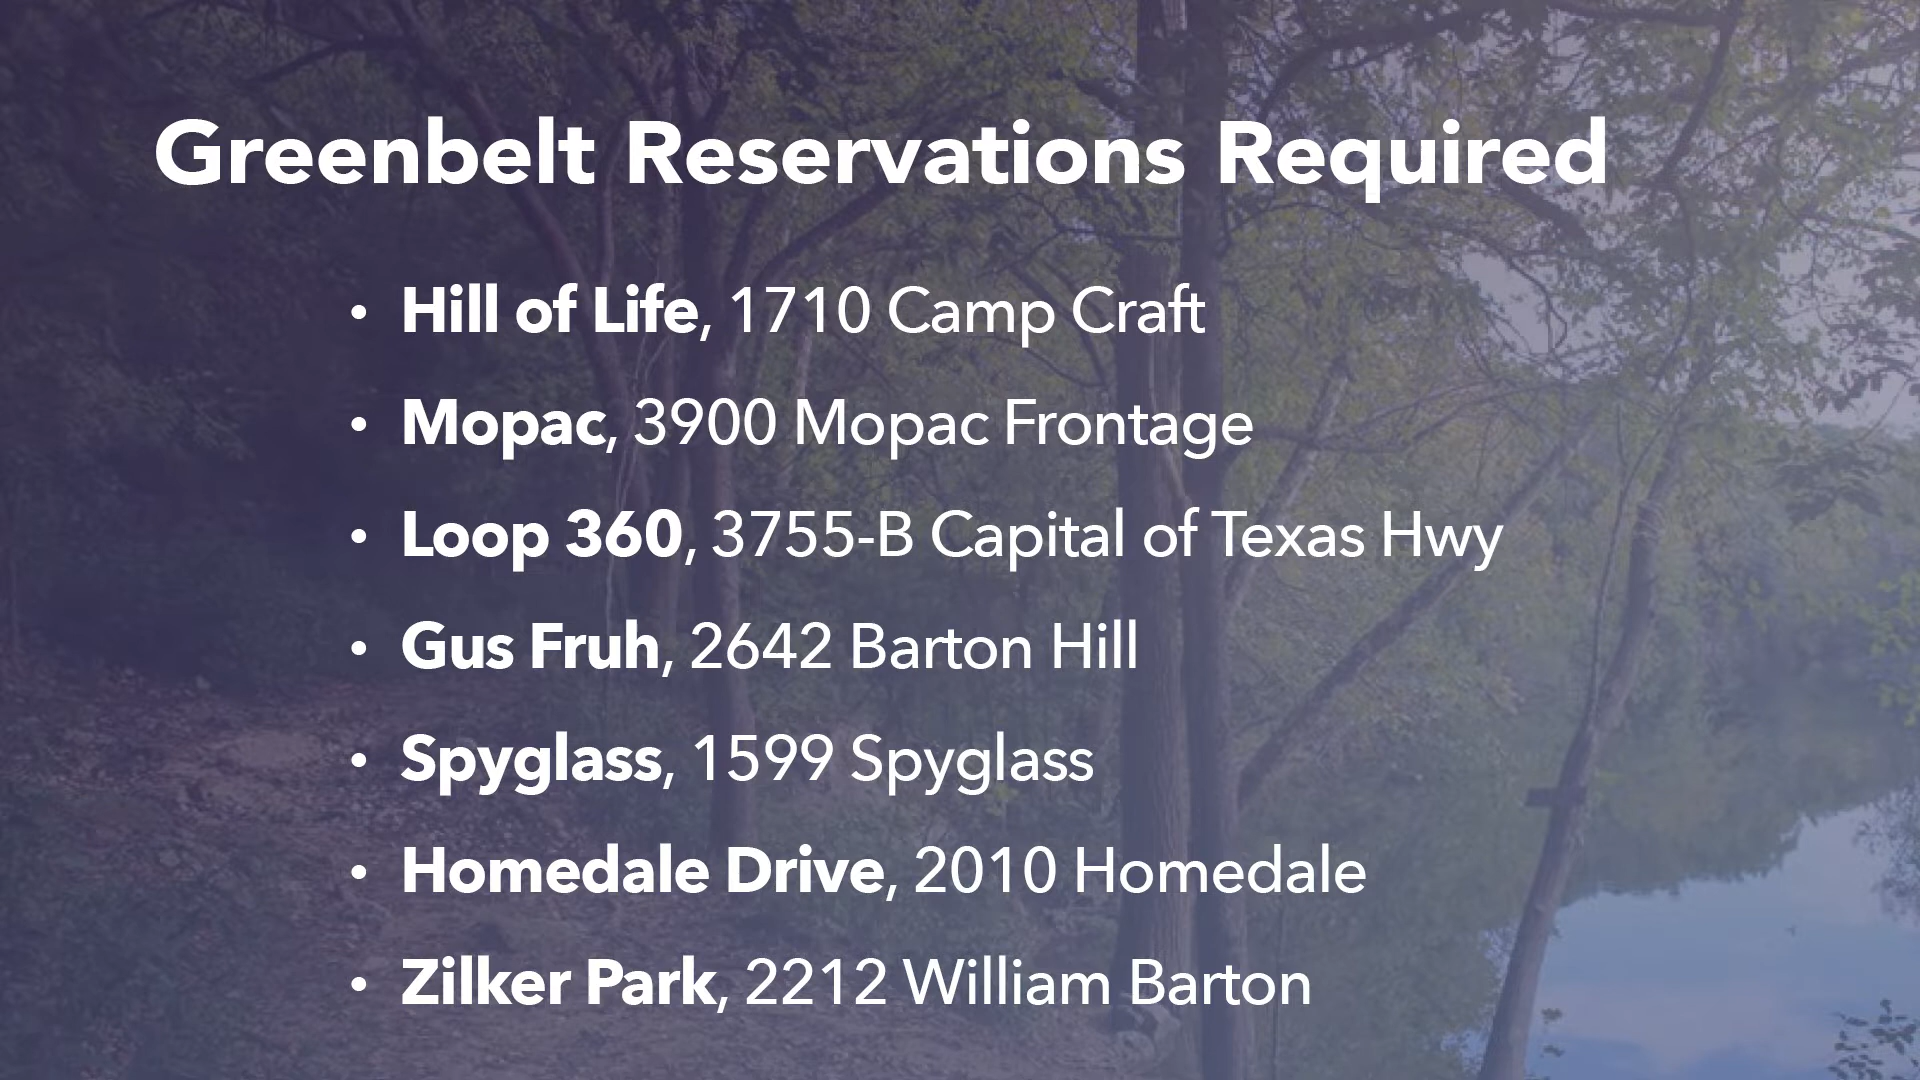 Greenbelt Reservations Required
• Hill of Life, 1710 Camp Craft
• Mopac, 3900 Mopac Frontage
• Loop 360, 3755-B Capital of Texas Hwy
• Gus Fruh, 2642 Barton Hill
• Spyglass, 1599 Spyglass
• Homedale Drive, 2010 Homedale
• Zilker Park, 2212 William Barton